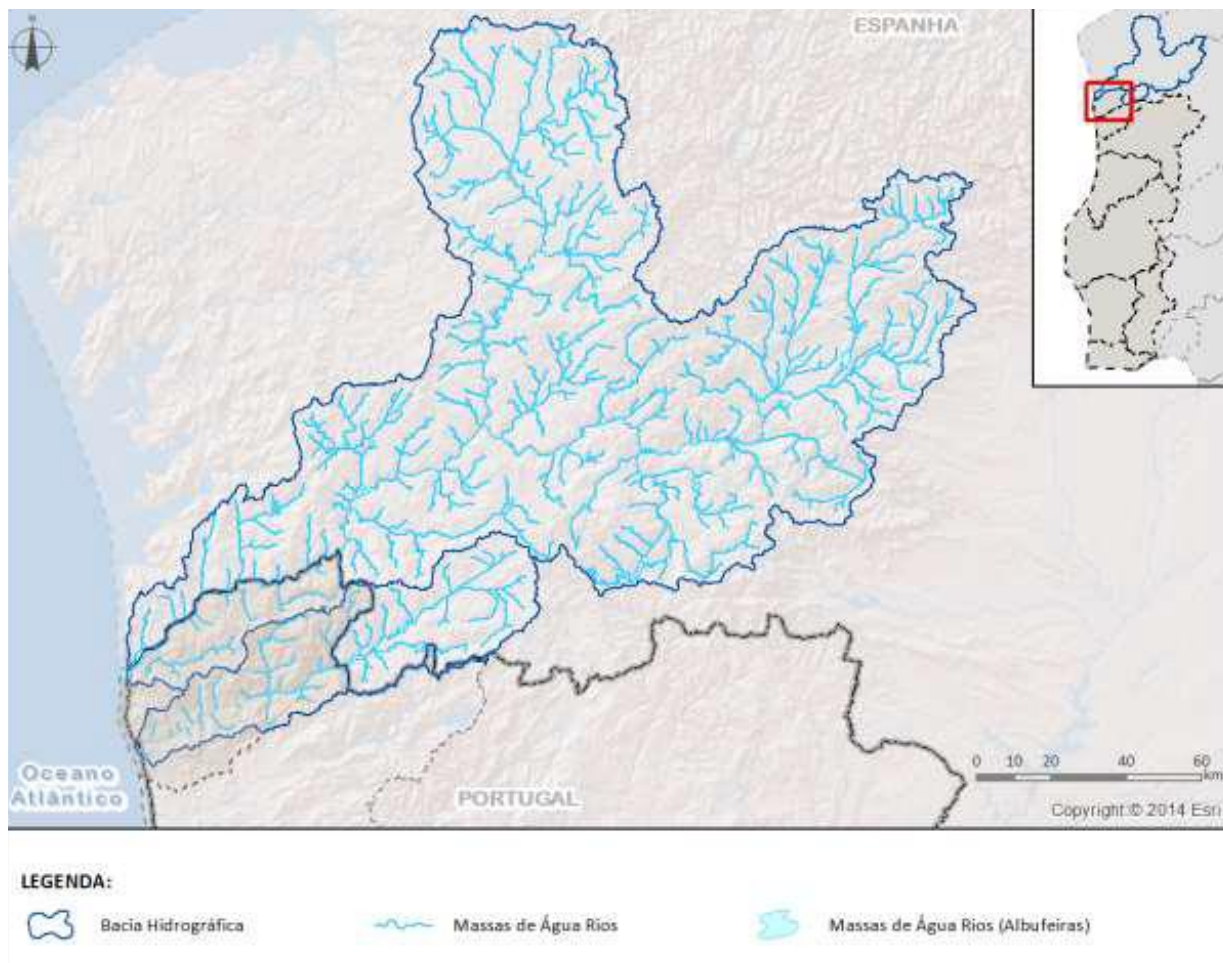 ESPANHA
Oceano
Atlântico
PORTUGAL
0 10 20 40 60
km
Copyright:© 2014 Esri
LEGENDA:
Bacia Hidrográfica
Massas de Água Rios
Massas de Água Rios (Albufeiras)